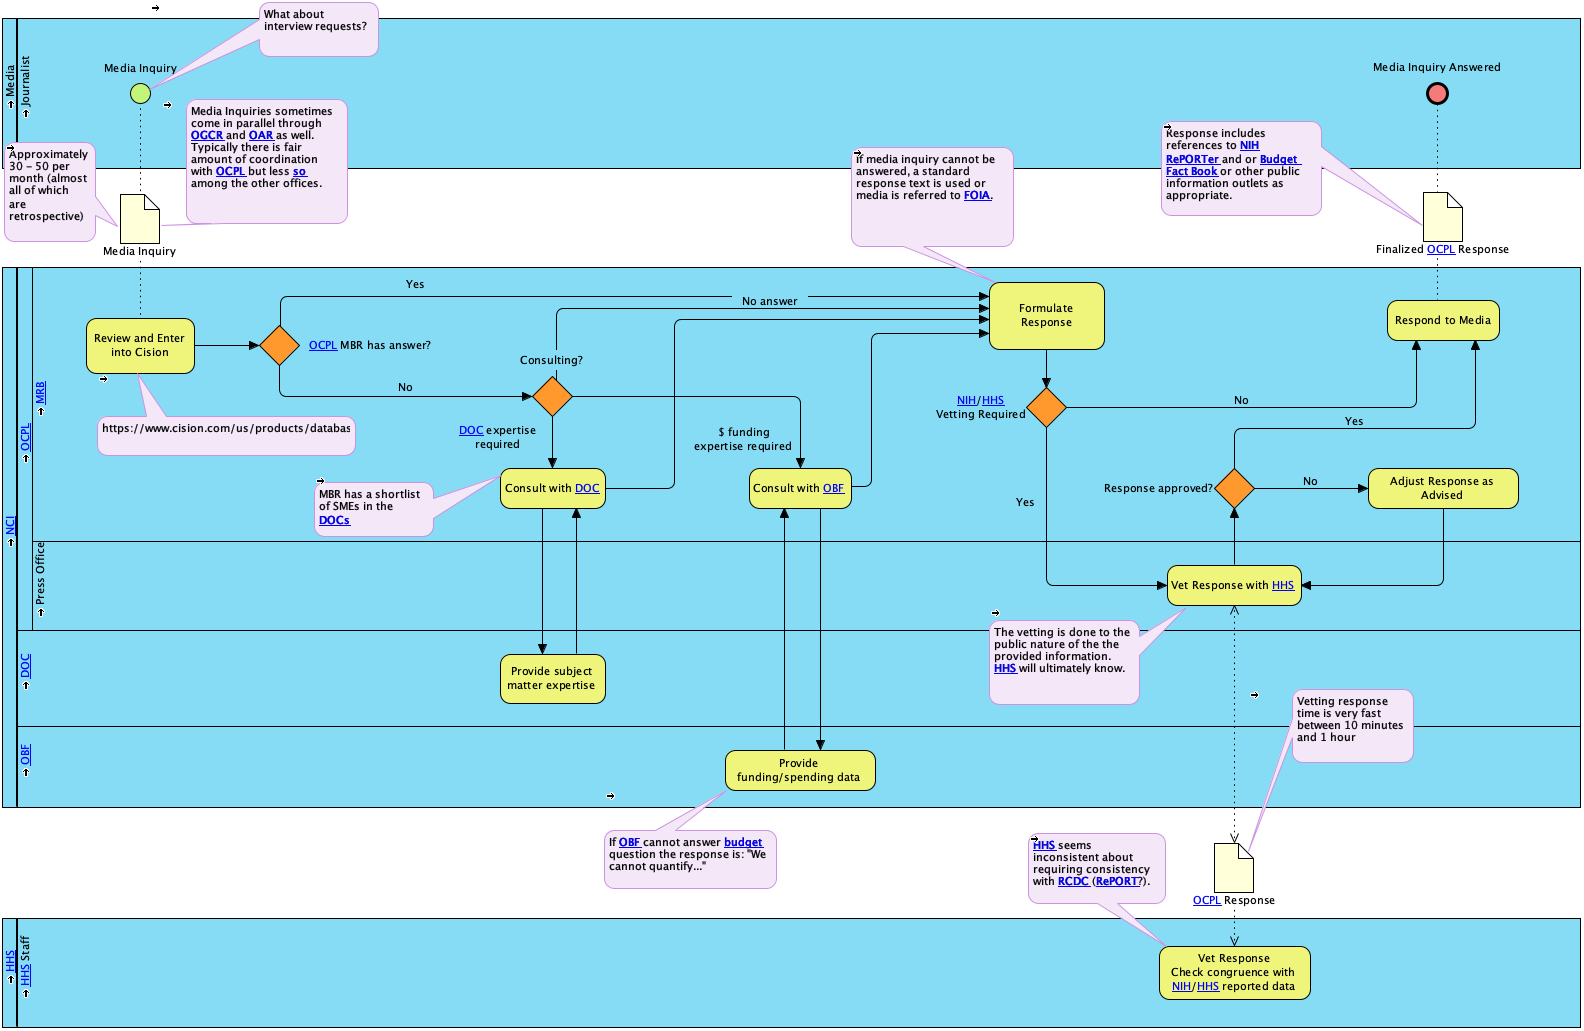 What about
interview requests?
Media
Journalist
Media Inquiry
Media Inquiry Answered
Media Inquiries sometimes
come in parallel through
OGCR and OAR as well.
Typically there is fair
amount of coordination
with OCPL but less so
among the other offices.
Approximately
30 - 50 per
month (almost
all of which
are
retrospective)
Media Inquiry
If media inquiry cannot be
answered, a standard
response text is used or
media is referred to FOIA.
Response includes
references to NIH
RePORTer and or Budget
Fact Book or other public
information outlets as
appropriate.
Finalized OCPL Response
NCI
OCPL
MRB
Review and Enter
into Cision
https://www.cision.com/us/products/databas
OCPL MBR has answer?
Yes
No
No answer
Consulting?
DOC expertise
required
$ funding
expertise required
Consult with DOC
MBR has a shortlist
of SMEs in the
DOCs
Consult with OBF
Formulate
Response
NIH/HHS
Vetting Required
No
Yes
Respond to Media
Yes
Response approved?
No
Adjust Response as
Advised
Press Office
Vet Response with HHS
The vetting is done to the
public nature of the the
provided information.
HHS will ultimately know.
DOC
Provide subject
matter expertise
OBF
Provide
funding/spending data
If OBF cannot answer budget
question the response is: "We
cannot quantify..."
Vetting response
time is very fast
between 10 minutes
and 1 hour
HHS seems
inconsistent about
requiring consistency
with RCDC (RePORT?).
OCPL Response
HHS
HHS Staff
Vet Response
Check congruence with
NIH/HHS reported data